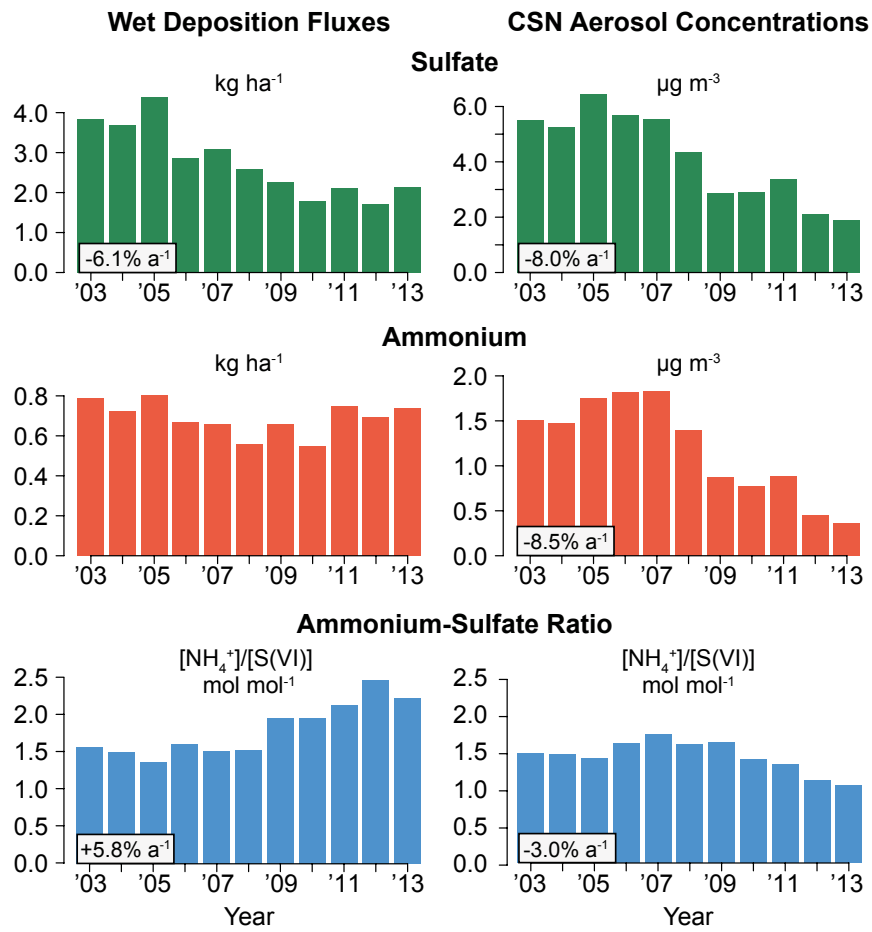 Wet Deposition Fluxes
CSN Aerosol Concentrations
Sulfate
kg ha⁻¹
4.0
3.0
2.0
1.0
0.0
-6.1% a⁻¹
’03 ’05 ’07 ’09 ’11 ’13
µg m⁻³
6.0
4.0
2.0
0.0
-8.0% a⁻¹
’03 ’05 ’07 ’09 ’11 ’13
Ammonium
kg ha⁻¹
0.8
0.6
0.4
0.2
0.0
’03 ’05 ’07 ’09 ’11 ’13
µg m⁻³
2.0
1.5
1.0
0.5
0.0
-8.5% a⁻¹
’03 ’05 ’07 ’09 ’11 ’13
Ammonium-Sulfate Ratio
[NH₄⁺]/[S(VI)]
mol mol⁻¹
2.5
2.0
1.5
1.0
0.5
0.0
+5.8% a⁻¹
’03 ’05 ’07 ’09 ’11 ’13
Year
[NH₄⁺]/[S(VI)]
mol mol⁻¹
2.5
2.0
1.5
1.0
0.5
0.0
-3.0% a⁻¹
’03 ’05 ’07 ’09 ’11 ’13
Year